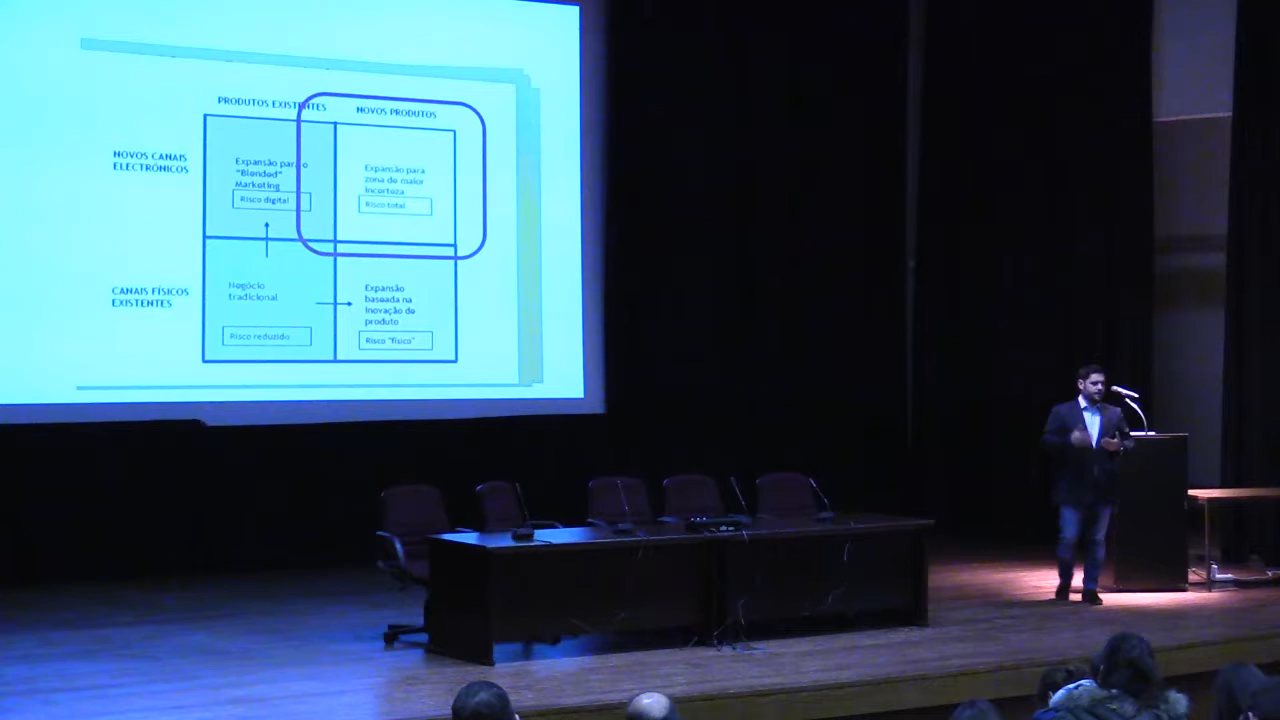 PRODUTOS EXISTENTES
NOVOS PRODUTOS
NOVOS CANAIS
ELECTRÓNICOS
Expansão para o
"Blended"
Marketing
Risco digital
Expansão para
zona de maior
incerteza
Risco total
CANAIS FÍSICOS
EXISTENTES
Negócio
tradicional
Risco reduzido
Expansão
baseada na
inovação de
produto
Risco "físico"